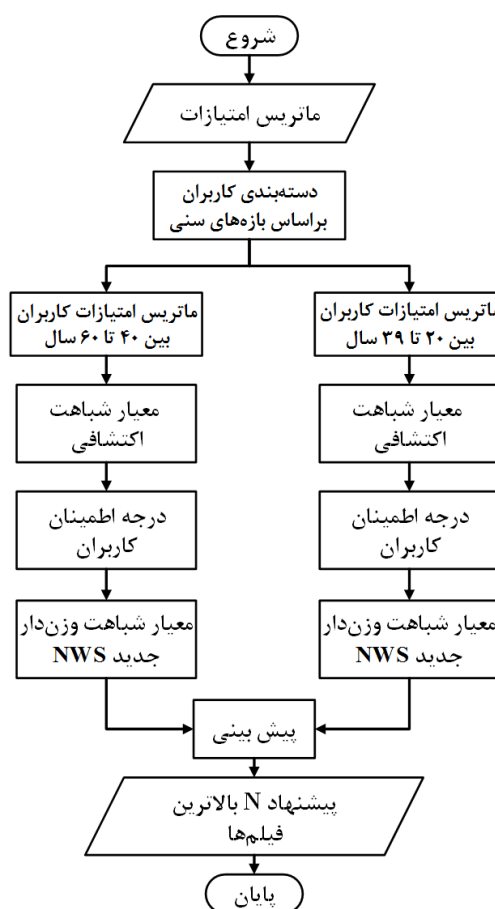 شروع
ماتریس امتیازات
دسته‌بندی کاربران
براساس بازه‌های سنی
ماتریس امتیازات کاربران
بین ۲۰ تا ۳۹ سال
ماتریس امتیازات کاربران
بین ۴۰ تا ۶۰ سال
معیار شباهت
اکتشافی
معیار شباهت
اکتشافی
درجه اطمینان
کاربران
درجه اطمینان
کاربران
معیار شباهت وزن‌دار
جدید NWS
معیار شباهت وزن‌دار
جدید NWS
پیش بینی
پیشنهاد N بالاترین
فیلم‌ها
پایان